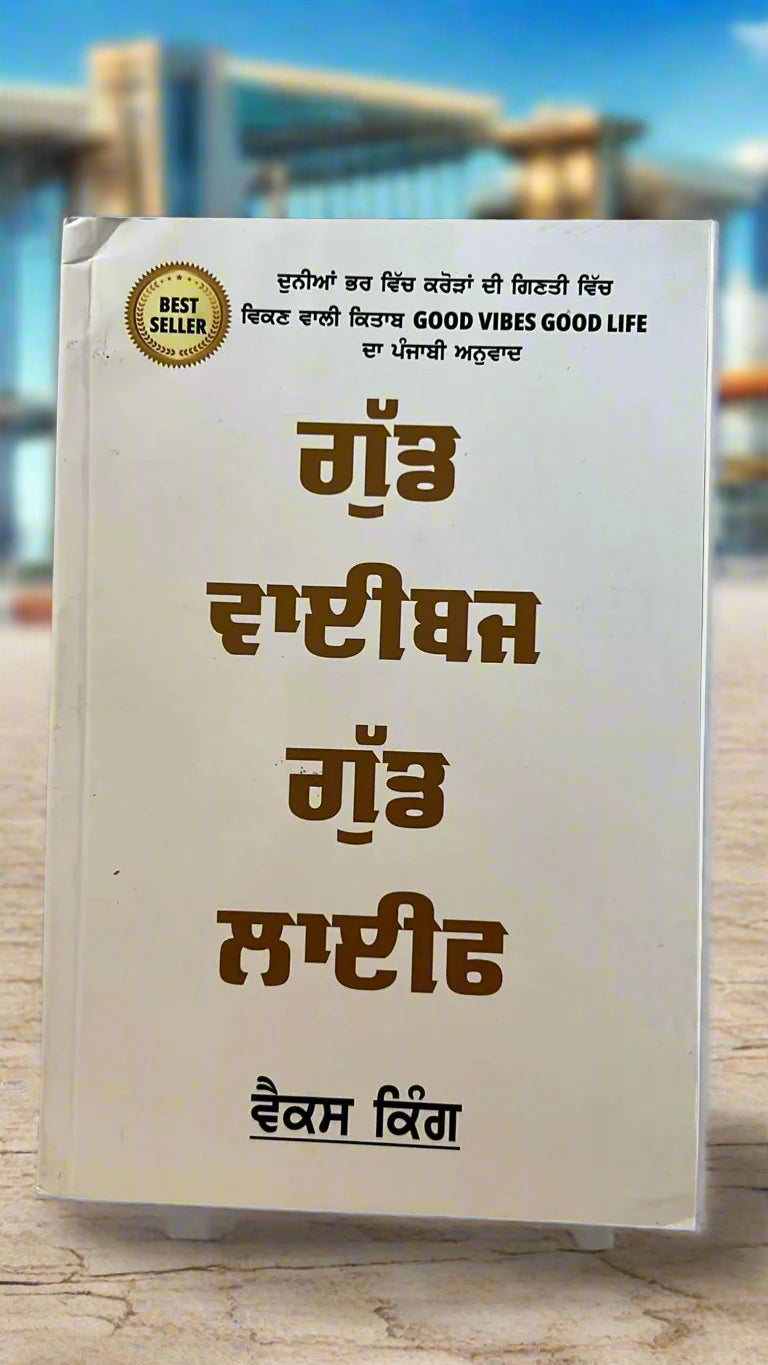 BEST
SELLER
ਦੁਨੀਆਂ ਭਰ ਵਿੱਚ ਕਰੋੜਾਂ ਦੀ ਗਿਣਤੀ ਵਿੱਚ
ਵਿਕਣ ਵਾਲੀ ਕਿਤਾਬ GOOD VIBES GOOD LIFE
ਦਾ ਪੰਜਾਬੀ ਅਨੁਵਾਦ
ਗੁੱਡ
ਵਾਈਬਜ
ਗੁੱਡ
ਲਾਈਫ
ਵੈਕਸ ਕਿੰਗ